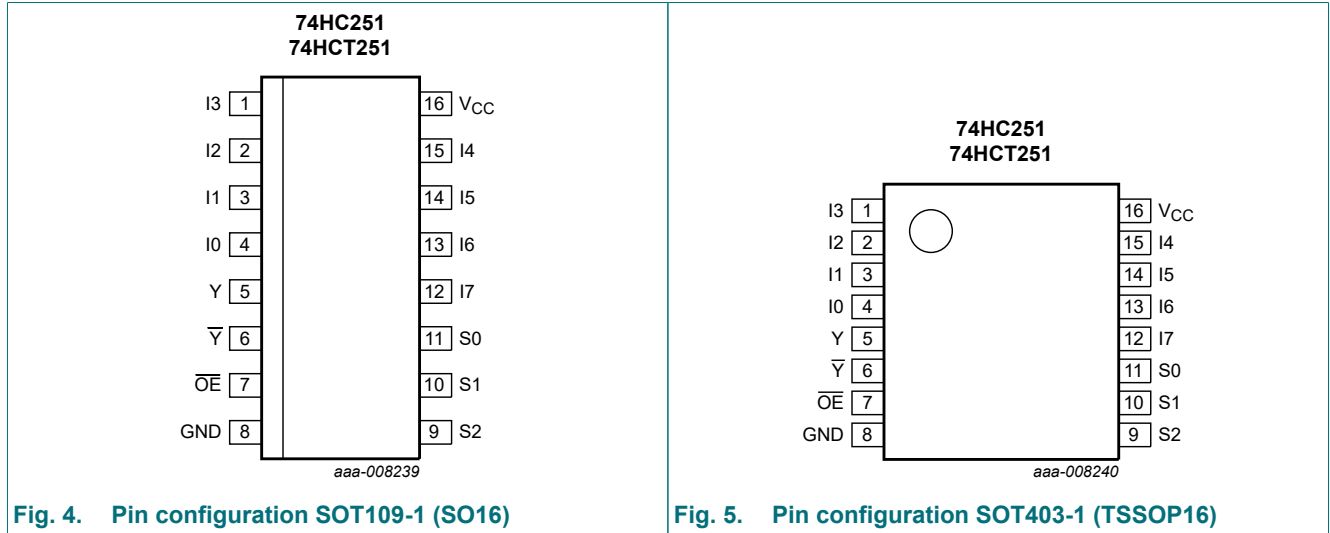 74HC251
74HCT251
I3 1 16 VCC
I2 2 15 I4
I1 3 14 I5
I0 4 13 I6
Y 5 12 I7
Y̅ 6 11 S0
O̅E̅ 7 10 S1
GND 8 9 S2
aaa-008239
Fig. 4. Pin configuration SOT109-1 (SO16)
74HC251
74HCT251
I3 1 16 VCC
I2 2 15 I4
I1 3 14 I5
I0 4 13 I6
Y 5 12 I7
Y̅ 6 11 S0
O̅E̅ 7 10 S1
GND 8 9 S2
aaa-008240
Fig. 5. Pin configuration SOT403-1 (TSSOP16)